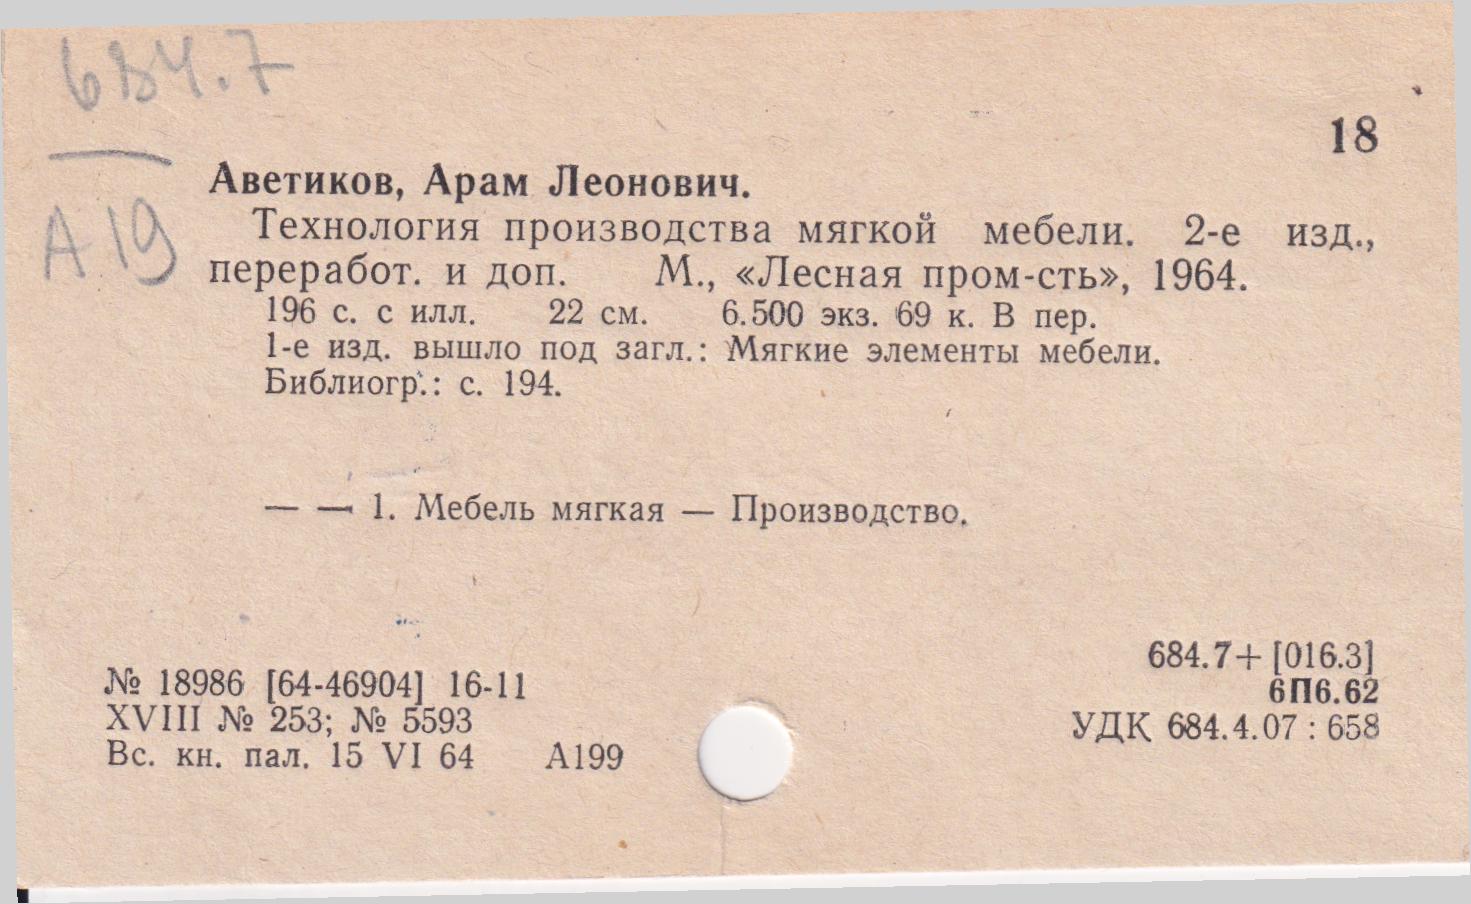 684.7
18
А19
Аветиков, Арам Леонович.
Технология производства мягкой мебели. 2-е изд.,
переработ. и доп. М., «Лесная пром-сть», 1964.
196 с. с илл. 22 см. 6.500 экз. 69 к. В пер.
1-е изд. вышло под загл.: Мягкие элементы мебели.
Библиогр.: с. 194.
— — 1. Мебель мягкая — Производство.
684.7+ [016.3]
6П6.62
УДК 684.4.07 : 658
№ 18986 [64-46904] 16-11
XVIII № 253; № 5593
Вс. кн. пал. 15 VI 64 А199